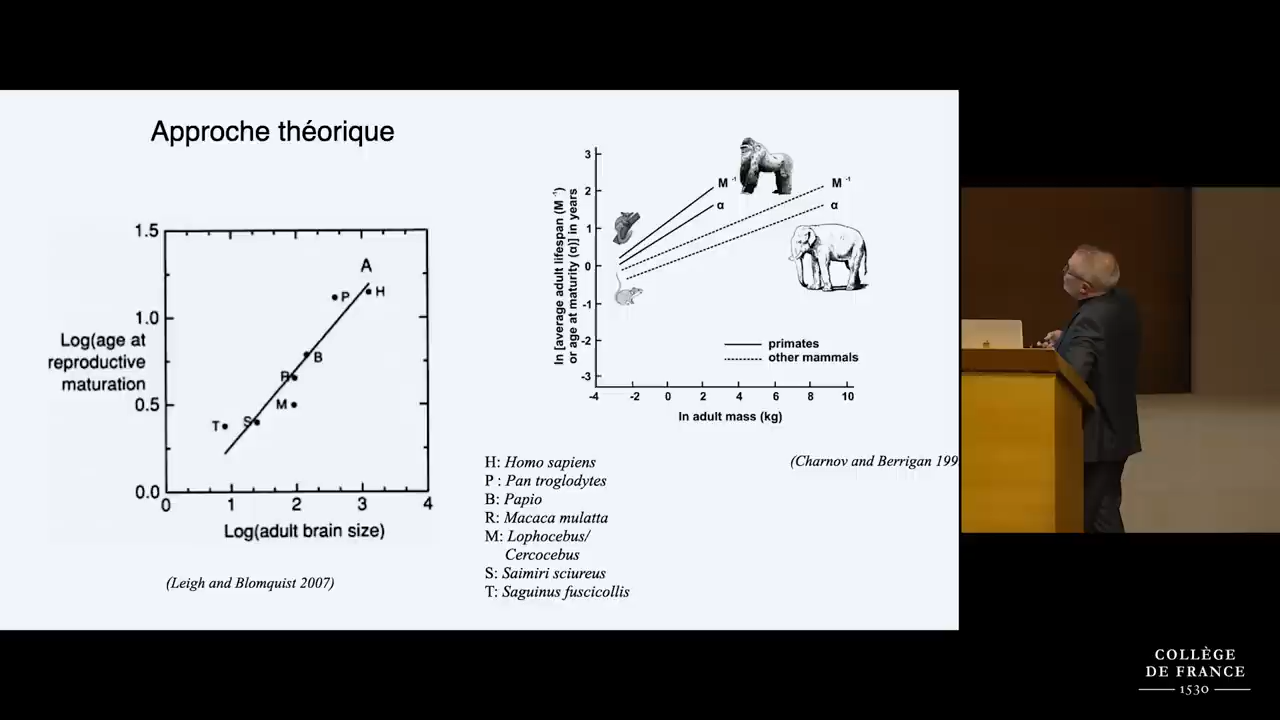 Approche théorique
1.5
1.0
0.5
0.0
0
1
2
3
4
Log(age at
reproductive
maturation
Log(adult brain size)
A
P
H
B
R
M
S
T
(Leigh and Blomquist 2007)
3
2
1
0
-1
-2
-3
-4
-2
0
2
4
6
8
10
ln [average adult lifespan (M⁻¹)
or age at maturity (α)] in years
ln adult mass (kg)
M⁻¹
α
M⁻¹
α
primates
other mammals
(Charnov and Berrigan 199
H: Homo sapiens
P : Pan troglodytes
B: Papio
R: Macaca mulatta
M: Lophocebus/
Cercocebus
S: Saimiri sciureus
T: Saguinus fuscicollis
COLLÈGE
DE FRANCE
1530